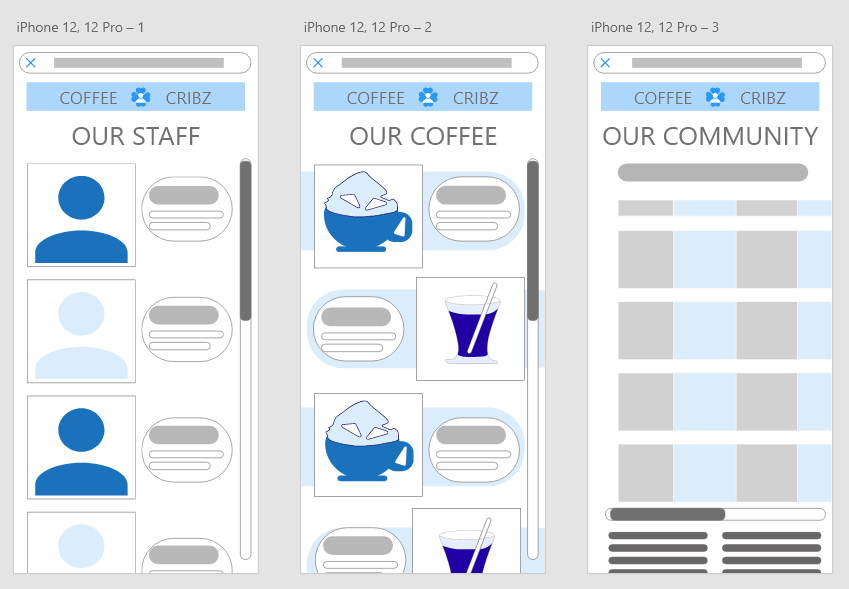 iPhone 12, 12 Pro – 1
COFFEE CRIBZ
OUR STAFF
iPhone 12, 12 Pro – 2
COFFEE CRIBZ
OUR COFFEE
iPhone 12, 12 Pro – 3
COFFEE CRIBZ
OUR COMMUNITY